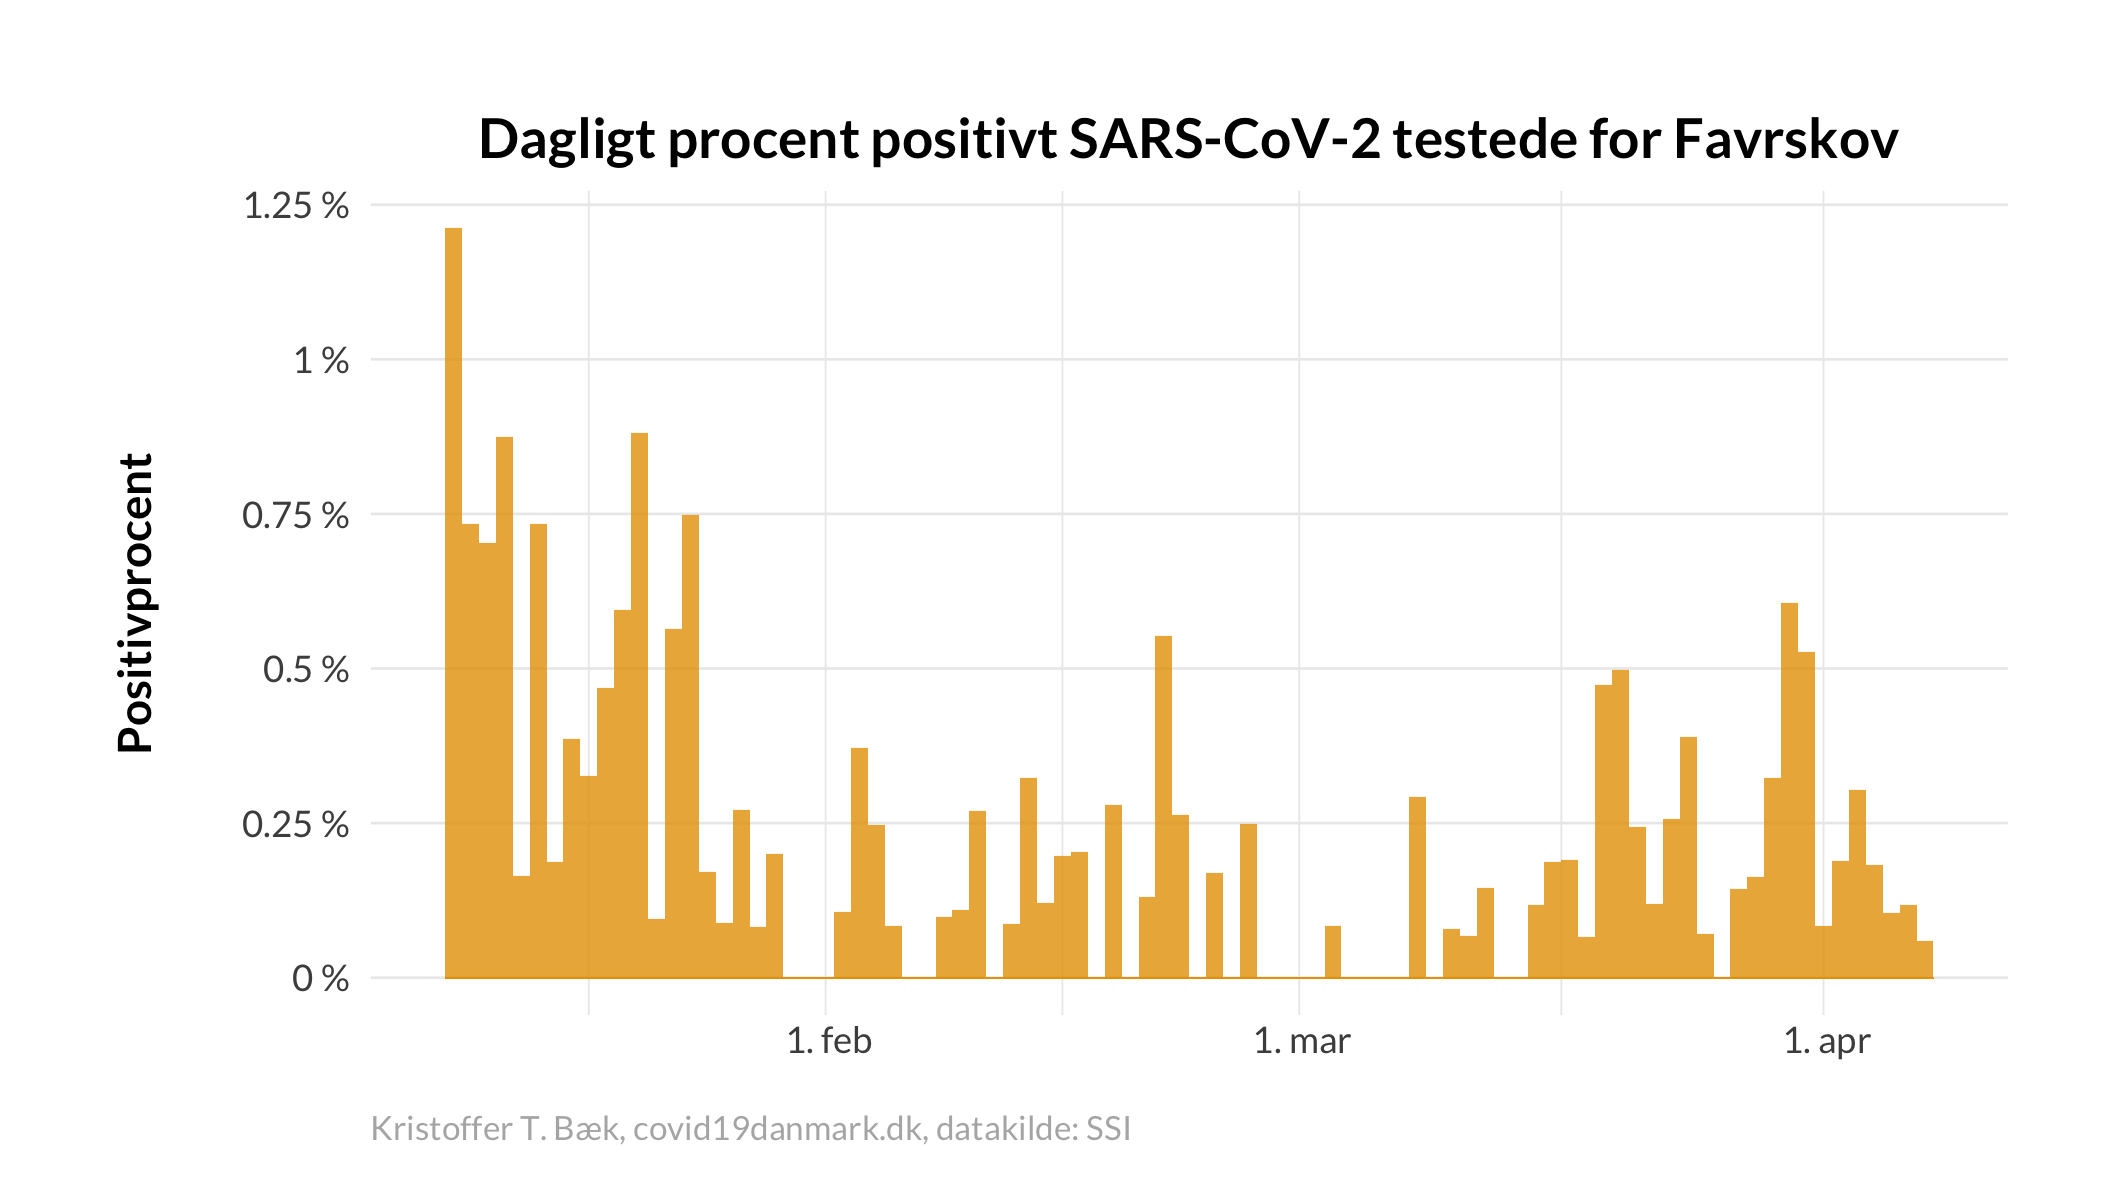 Dagligt procent positivt SARS-CoV-2 testede for Favrskov
Positivprocent
1.25 %
1 %
0.75 %
0.5 %
0.25 %
0 %
1. feb
1. mar
1. apr
Kristoffer T. Bæk, covid19danmark.dk, datakilde: SSI